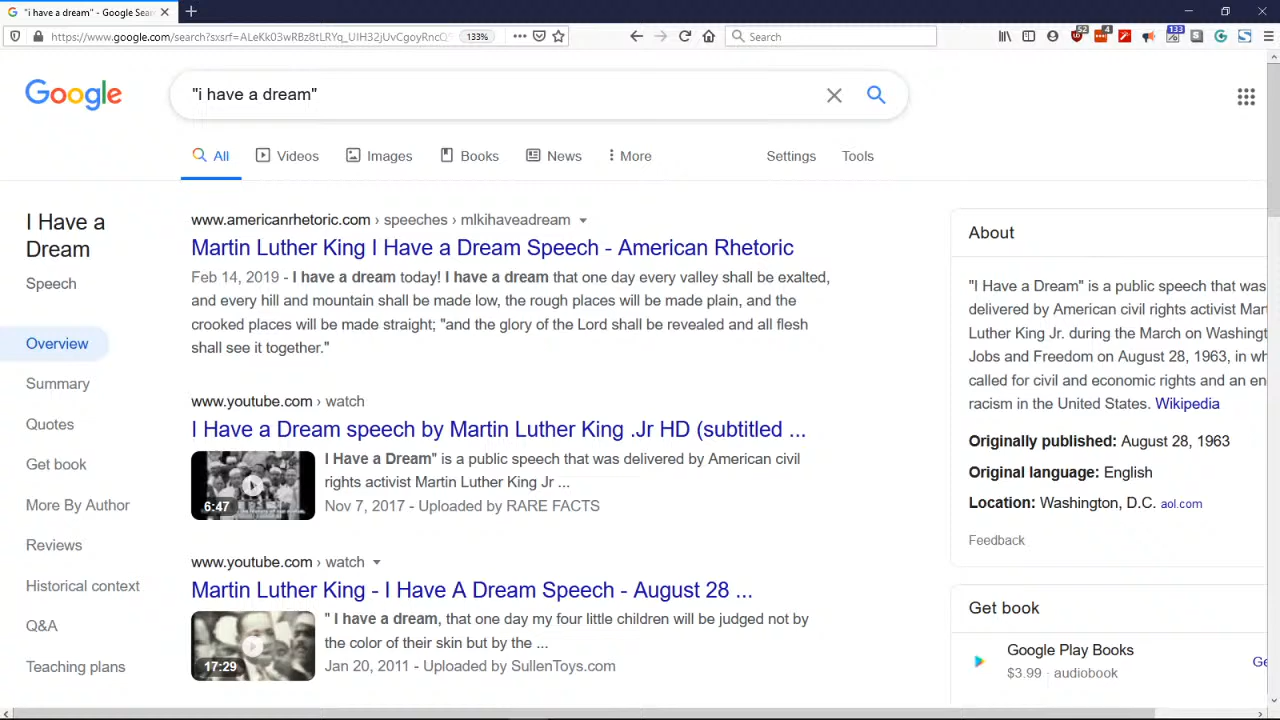 "i have a dream" - Google Sear
https://www.google.com/search?sxsrf=ALeKk03wRBz8tLRYq_UIH32jUvCgoyRncQ
133%
Search
52
4
133
Google
"i have a dream"
All
Videos
Images
Books
News
More
Settings
Tools
I Have a
Dream
Speech
Overview
Summary
Quotes
Get book
More By Author
Reviews
Historical context
Q&A
Teaching plans
www.americanrhetoric.com › speeches › mlkihaveadream
Martin Luther King I Have a Dream Speech - American Rhetoric
Feb 14, 2019 - I have a dream today! I have a dream that one day every valley shall be exalted,
and every hill and mountain shall be made low, the rough places will be made plain, and the
crooked places will be made straight; "and the glory of the Lord shall be revealed and all flesh
shall see it together."
www.youtube.com › watch
I Have a Dream speech by Martin Luther King .Jr HD (subtitled ...
I Have a Dream" is a public speech that was delivered by American civil
rights activist Martin Luther King Jr ...
6:47
Nov 7, 2017 - Uploaded by RARE FACTS
www.youtube.com › watch
Martin Luther King - I Have A Dream Speech - August 28 ...
" I have a dream, that one day my four little children will be judged not by
the color of their skin but by the ...
17:29
Jan 20, 2011 - Uploaded by SullenToys.com
About
"I Have a Dream" is a public speech that was
delivered by American civil rights activist Mar
Luther King Jr. during the March on Washingt
Jobs and Freedom on August 28, 1963, in wh
called for civil and economic rights and an en
racism in the United States. Wikipedia
Originally published: August 28, 1963
Original language: English
Location: Washington, D.C. aol.com
Feedback
Get book
Google Play Books
$3.99 · audiobook
Ge